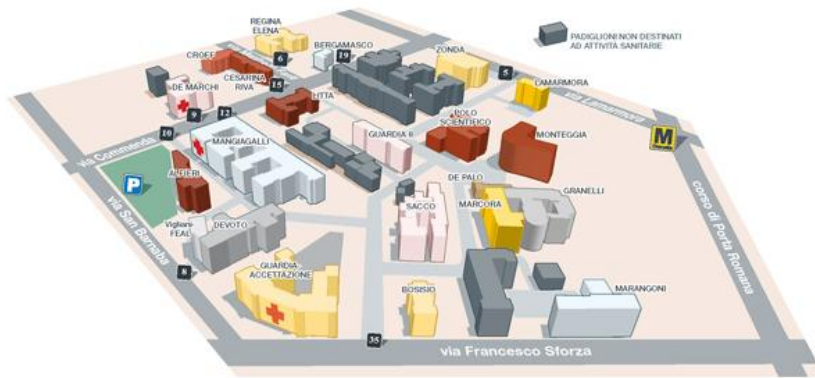 REGINA
ELENA
PADIGLIONI NON DESTINATI
AD ATTIVITÀ SANITARIE
CROFF
6
BERGAMASCO
19
ZONDA
CESARINA
RIVA
15
5
DE MARCHI
LITTA
LAMARMORA
via Lamarmora
9
12
POLO
SCIENTIFICO
10
GUARDIA II
MONTEGGIA
M
via Commenda
MANGIAGALLI
P
ALFIERI
DE PALO
GRANELLI
corso di Porta Romana
SACCO
MARCORA
via San Barnaba
Vigliani
FEAL
DEVOTO
8
GUARDIA
ACCETTAZIONE
BOSISIO
MARANGONI
35
via Francesco Sforza